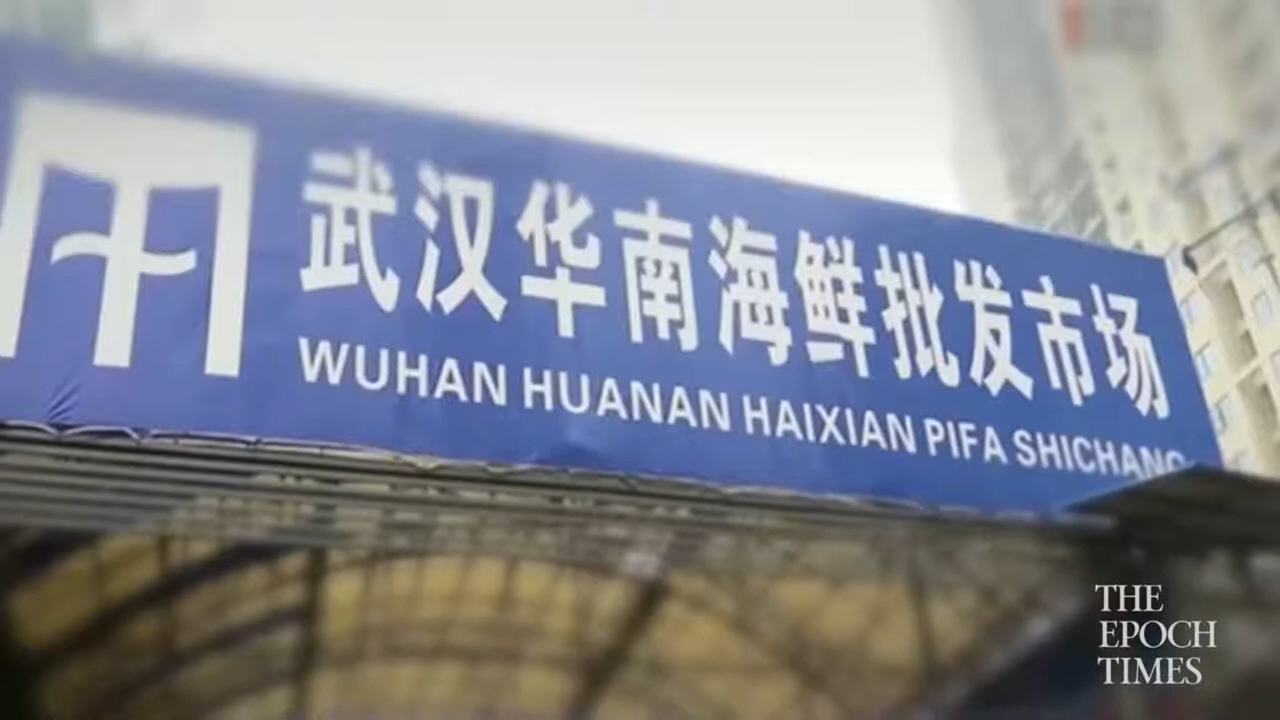 武汉华南海鲜批发市场
WUHAN HUANAN HAIXIAN PIFA SHICHANG
THE
EPOCH
TIMES